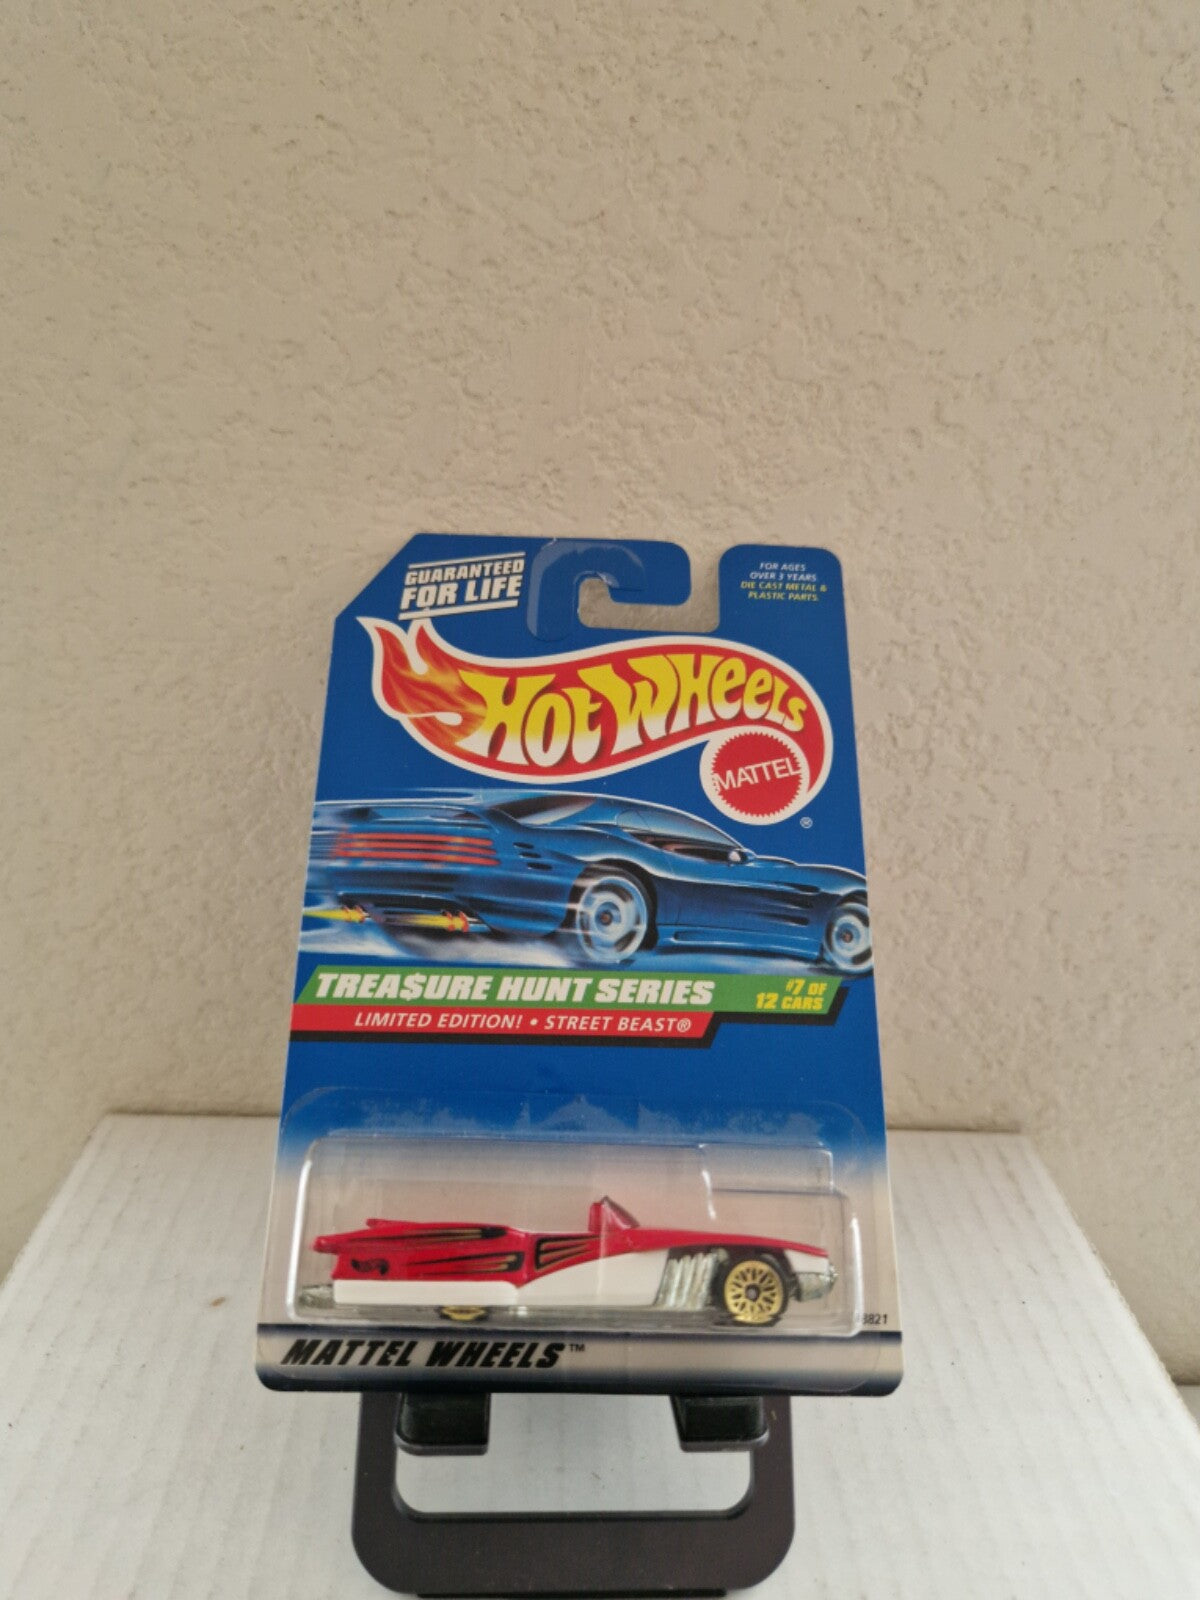 GUARANTEED
FOR LIFE
FOR AGES
OVER 3 YEARS
DIE CAST METAL &
PLASTIC PARTS.
HOT WHEELS
MATTEL
®
TREA$URE HUNT SERIES
#7 OF
12 CARS
LIMITED EDITION! • STREET BEAST®
MATTEL WHEELS™